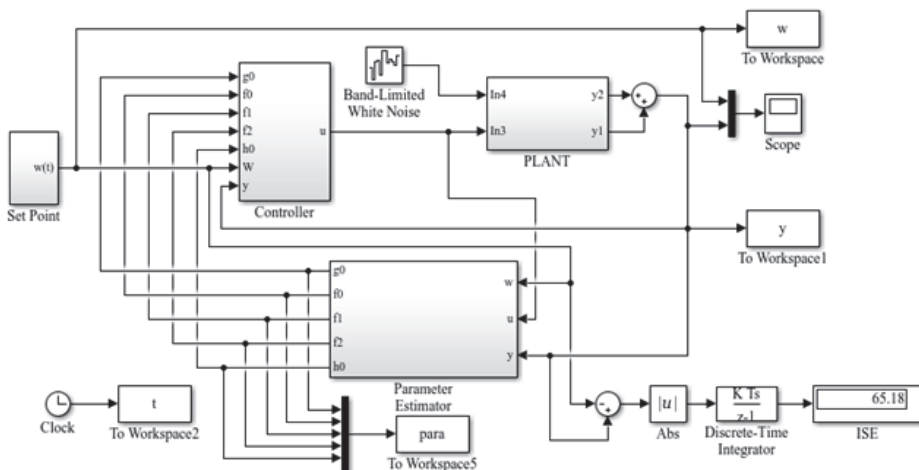 w
To Workspace
g0
f0
f1
f2
h0
W
y
u
Controller
Band-Limited
White Noise
In4
In3
y2
y1
PLANT
+
+
Scope
w(t)
Set Point
y
To Workspace1
g0
f0
f1
f2
h0
w
u
y
Parameter
Estimator
Clock
t
To Workspace2
para
To Workspace5
-
+
|u|
Abs
K Ts
z-1
Discrete-Time
Integrator
65.18
ISE